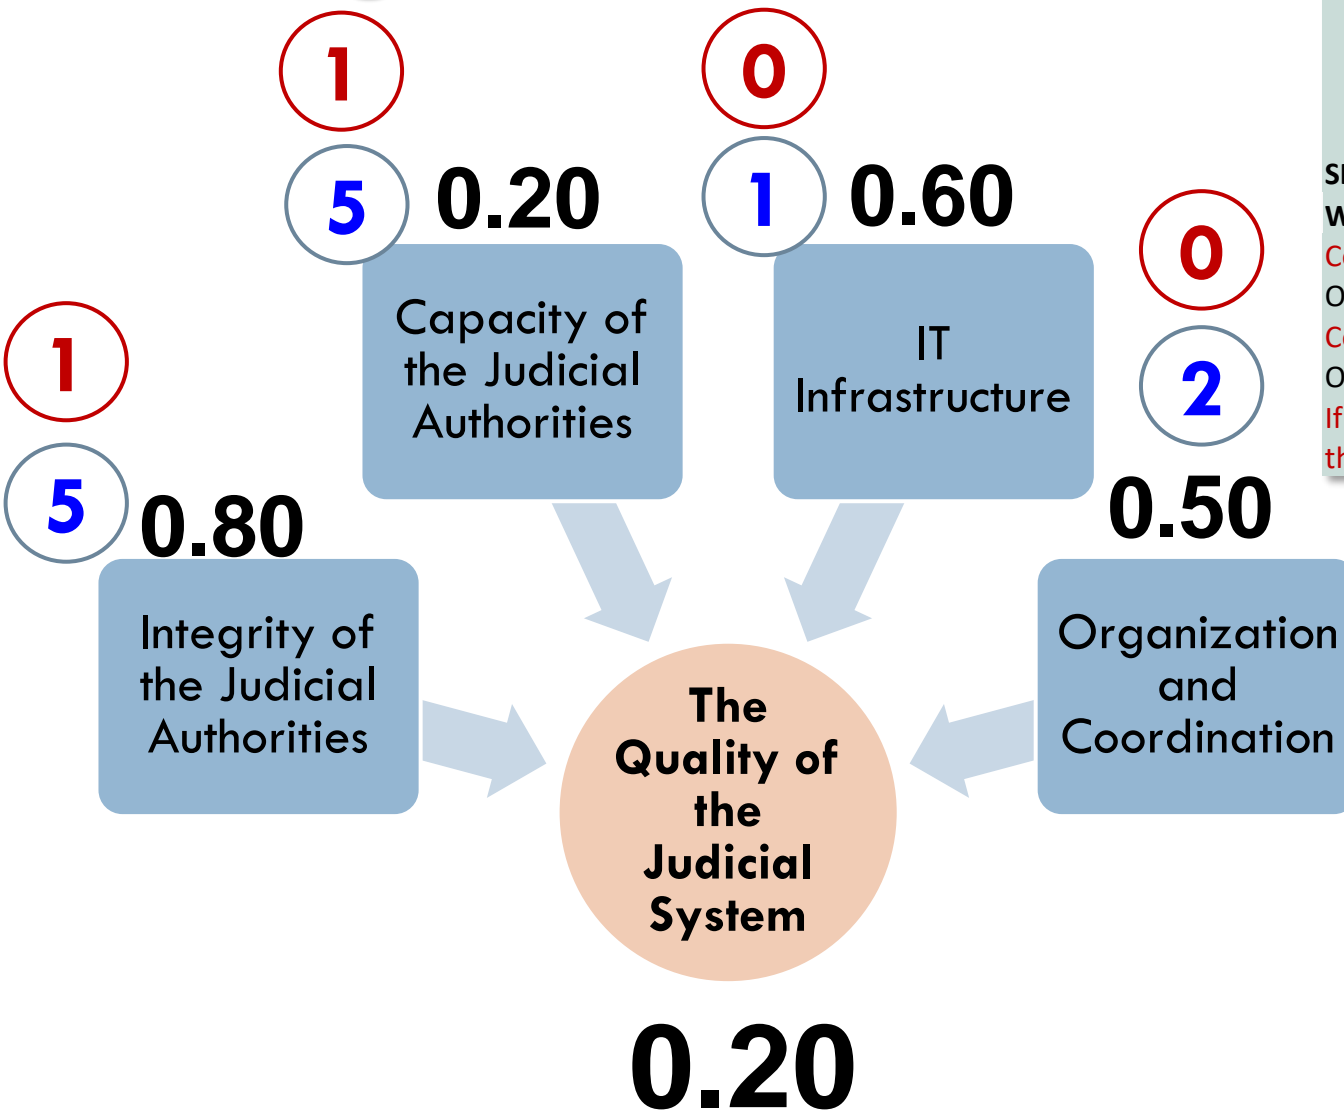 1
0
5
0.20
1
0.60
0
Capacity of
the Judicial
Authorities
IT
Infrastructure
1
2
5
0.80
0.50
Integrity of
the Judicial
Authorities
Organization
and
Coordination
The
Quality of
the
Judicial
System
0.20
If